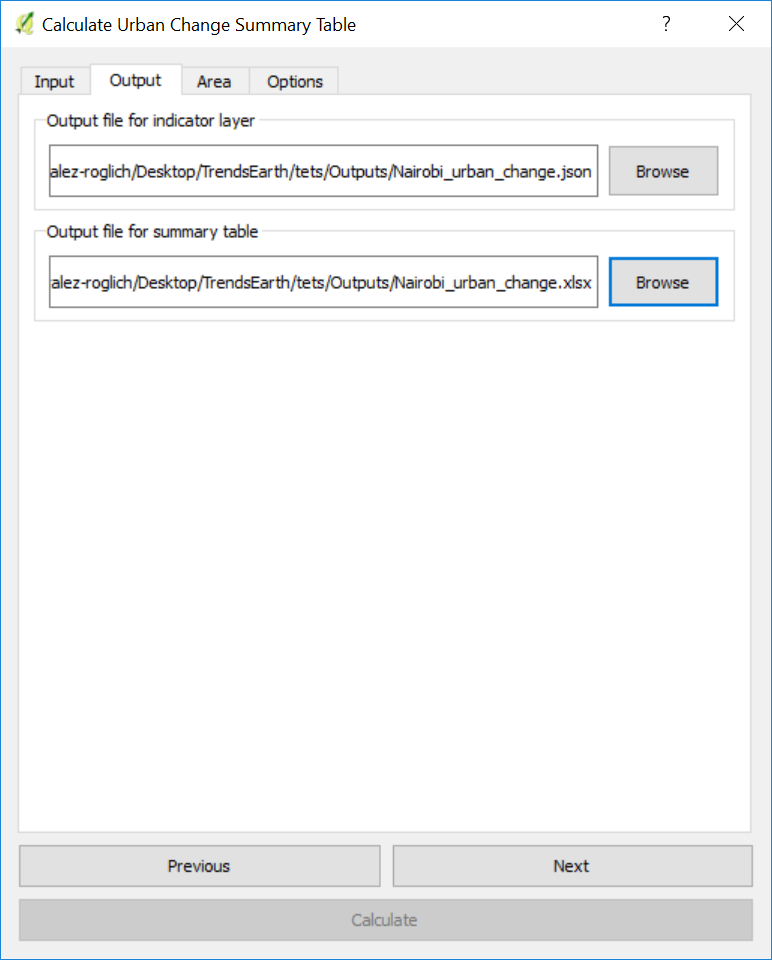 Calculate Urban Change Summary Table
Input Output Area Options
Output file for indicator layer
alez-roglich/Desktop/TrendsEarth/tets/Outputs/Nairobi_urban_change.json Browse
Output file for summary table
alez-roglich/Desktop/TrendsEarth/tets/Outputs/Nairobi_urban_change.xlsx Browse
Previous Next
Calculate